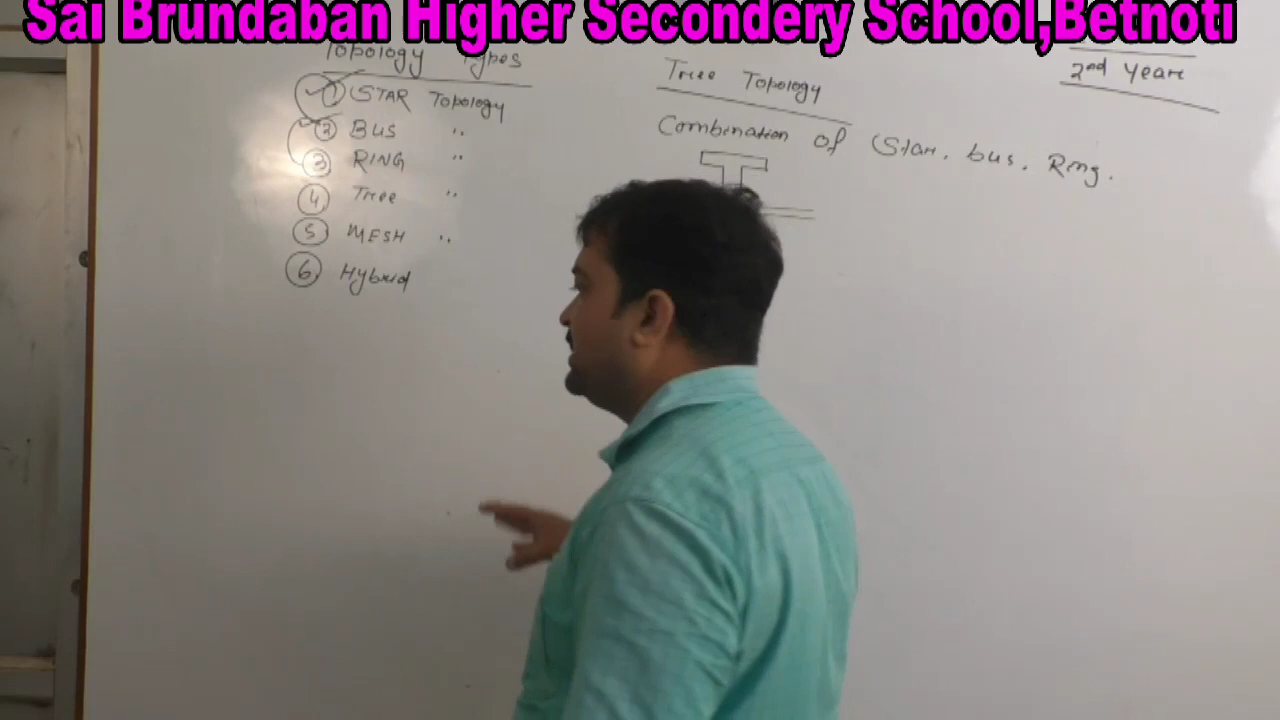 Sai Brundaban Higher Secondery School,Betnoti
Topology Types
1 STAR Topology
2 BUS "
3 RING "
4 Tree "
5 MESH "
6 Hybrid
Tree Topology
Combination of Star. bus. Ring.
2nd Year